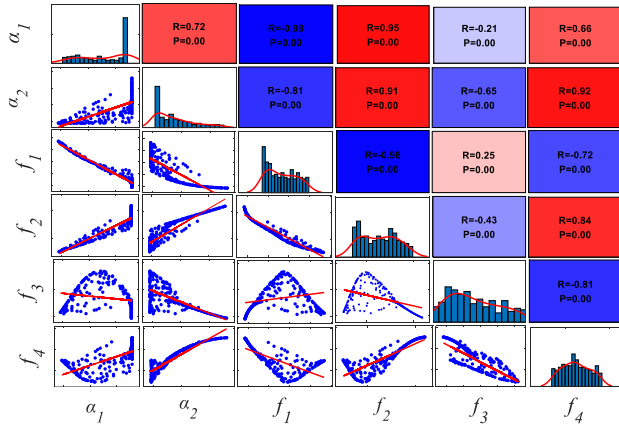 α1
R=0.72 R=-0.98 R=0.95 R=-0.21 R=0.66
P=0.00 P=0.00 P=0.00 P=0.00 P=0.00
α2
R=-0.81 R=0.91 R=-0.65 R=0.92
P=0.00 P=0.00 P=0.00 P=0.00
f1
R=-0.98 R=0.25 R=-0.72
P=0.00 P=0.00 P=0.00
f2
R=-0.43 R=0.84
P=0.00 P=0.00
f3
R=-0.81
P=0.00
f4
α1 α2 f1 f2 f3 f4